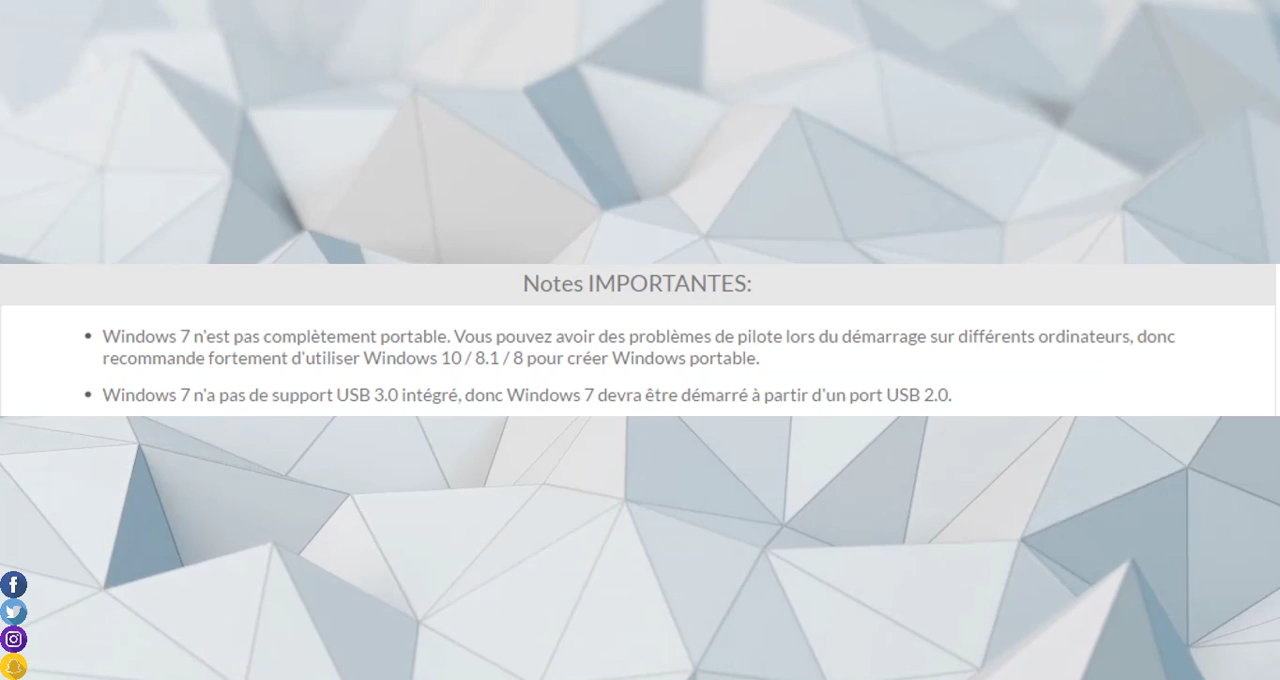 Notes IMPORTANTES:
• Windows 7 n'est pas complètement portable. Vous pouvez avoir des problèmes de pilote lors du démarrage sur différents ordinateurs, donc
recommande fortement d'utiliser Windows 10 / 8.1 / 8 pour créer Windows portable.
• Windows 7 n'a pas de support USB 3.0 intégré, donc Windows 7 devra être démarré à partir d'un port USB 2.0.